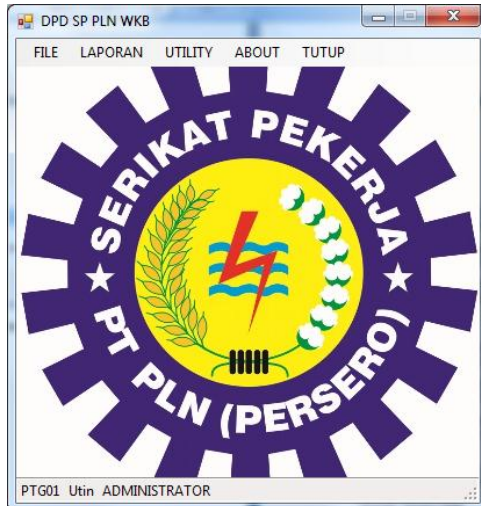 DPD SP PLN WKB
FILE LAPORAN UTILITY ABOUT TUTUP
SERIKAT PEKERJA
PT PLN (PERSERO)
PTG01 Utin ADMINISTRATOR